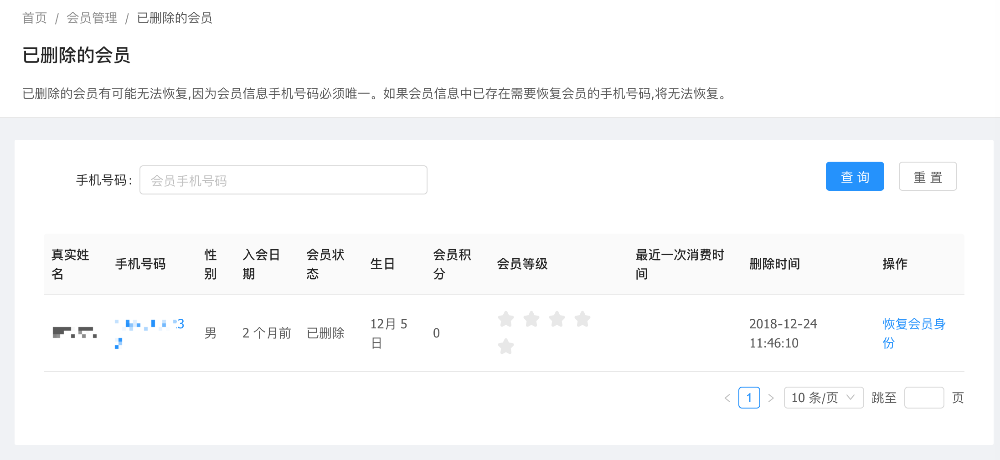 首页 / 会员管理 / 已删除的会员
已删除的会员
已删除的会员有可能无法恢复,因为会员信息手机号码必须唯一。如果会员信息中已存在需要恢复会员的手机号码,将无法恢复。
手机号码:
会员手机号码
查 询
重 置
真实姓
名
手机号码
性
别
入会日
期
会员状
态
生日
会员积
分
会员等级
最近一次消费时
间
删除时间
操作
3
男
2 个月前
已删除
12月 5
日
0
2018-12-24
11:46:10
恢复会员身
份
1
10 条/页
跳至
页